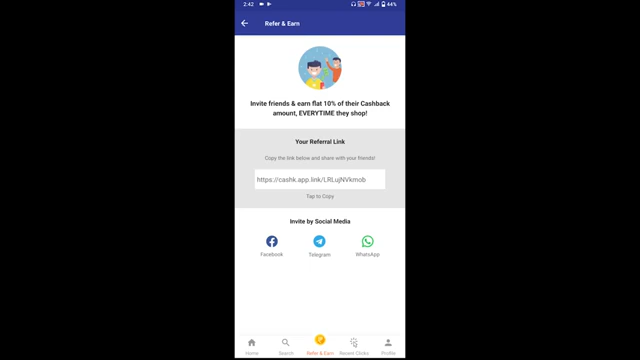 2:42
44%
Refer & Earn
Invite friends & earn flat 10% of their Cashback
amount, EVERYTIME they shop!
Your Referral Link
Copy the link below and share with your friends!
https://cashk.app.link/LRLujNVkmob
Tap to Copy
Invite by Social Media
Facebook Telegram WhatsApp
Home Search Refer & Earn Recent Clicks Profile